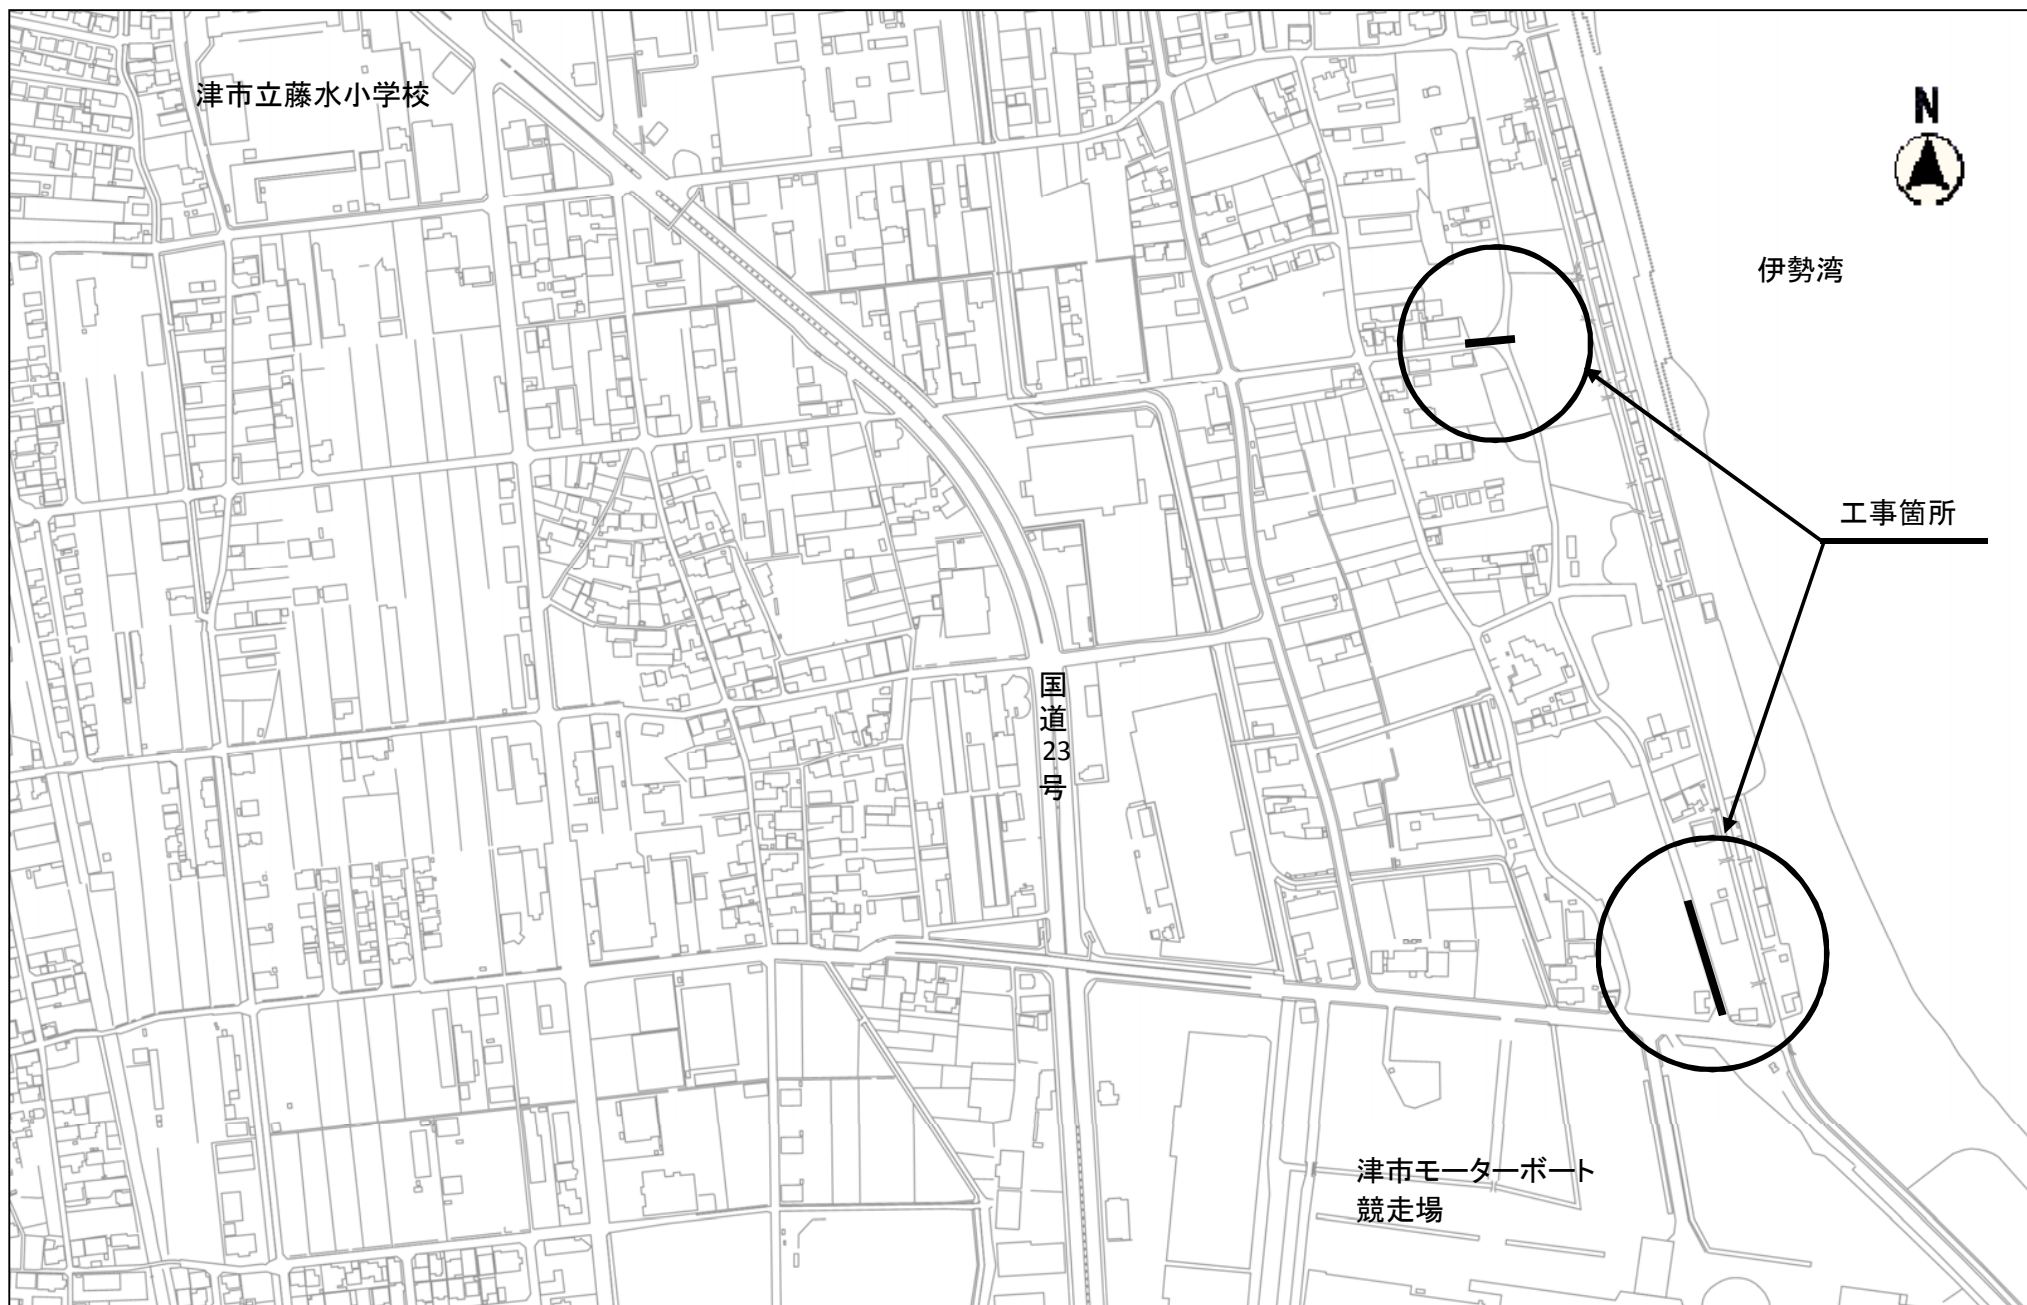 津市立藤水小学校
N
伊勢湾
工事箇所
国
道
23
号
津市モーターボート
競走場